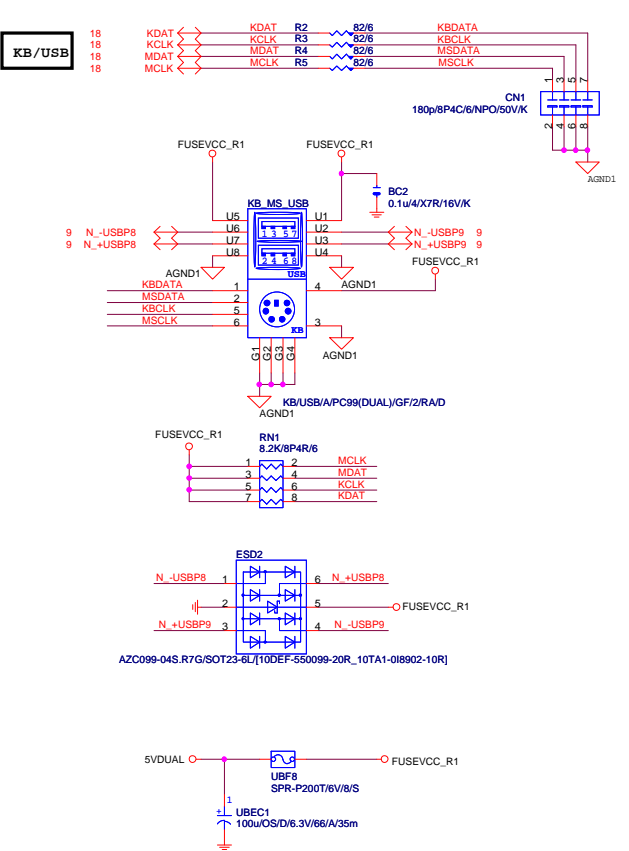 KB/USB
18 KDAT KDAT R2 82/6 KBDATA
18 KCLK KCLK R3 82/6 KBCLK
18 MDAT MDAT R4 82/6 MSDATA
18 MCLK MCLK R5 82/6 MSCLK
1 3 5 7
CN1
180p/8P4C/6/NPO/50V/K
2 4 6 8
AGND1
FUSEVCC_R1 FUSEVCC_R1
BC2
0.1u/4/X7R/16V/K
KB_MS_USB
U5 U1
9 N_-USBP8 U6 U2 N_-USBP9 9
9 N_+USBP8 U7 U3 N_+USBP9 9
U8 U4
1 3 5 7
2 4 6 8
USB
FUSEVCC_R1
AGND1 AGND1
KBDATA 1 4
MSDATA 2
KBCLK 5
MSCLK 6 3
KB
AGND1
G1 G2 G3 G4
AGND1
KB/USB/A/PC99(DUAL)/GF/2/RA/D
FUSEVCC_R1
RN1
8.2K/8P4R/6
1 2 MCLK
3 4 MDAT
5 6 KCLK
7 8 KDAT
ESD2
N_-USBP8 1 6 N_+USBP8
2 5 FUSEVCC_R1
N_+USBP9 3 4 N_-USBP9
AZC099-04S.R7G/SOT23-6L/[10DEF-550099-20R_10TA1-0I8902-10R]
5VDUAL FUSEVCC_R1
UBF8
SPR-P200T/6V/8/S
1
+
UBEC1
100u/OS/D/6.3V/66/A/35m